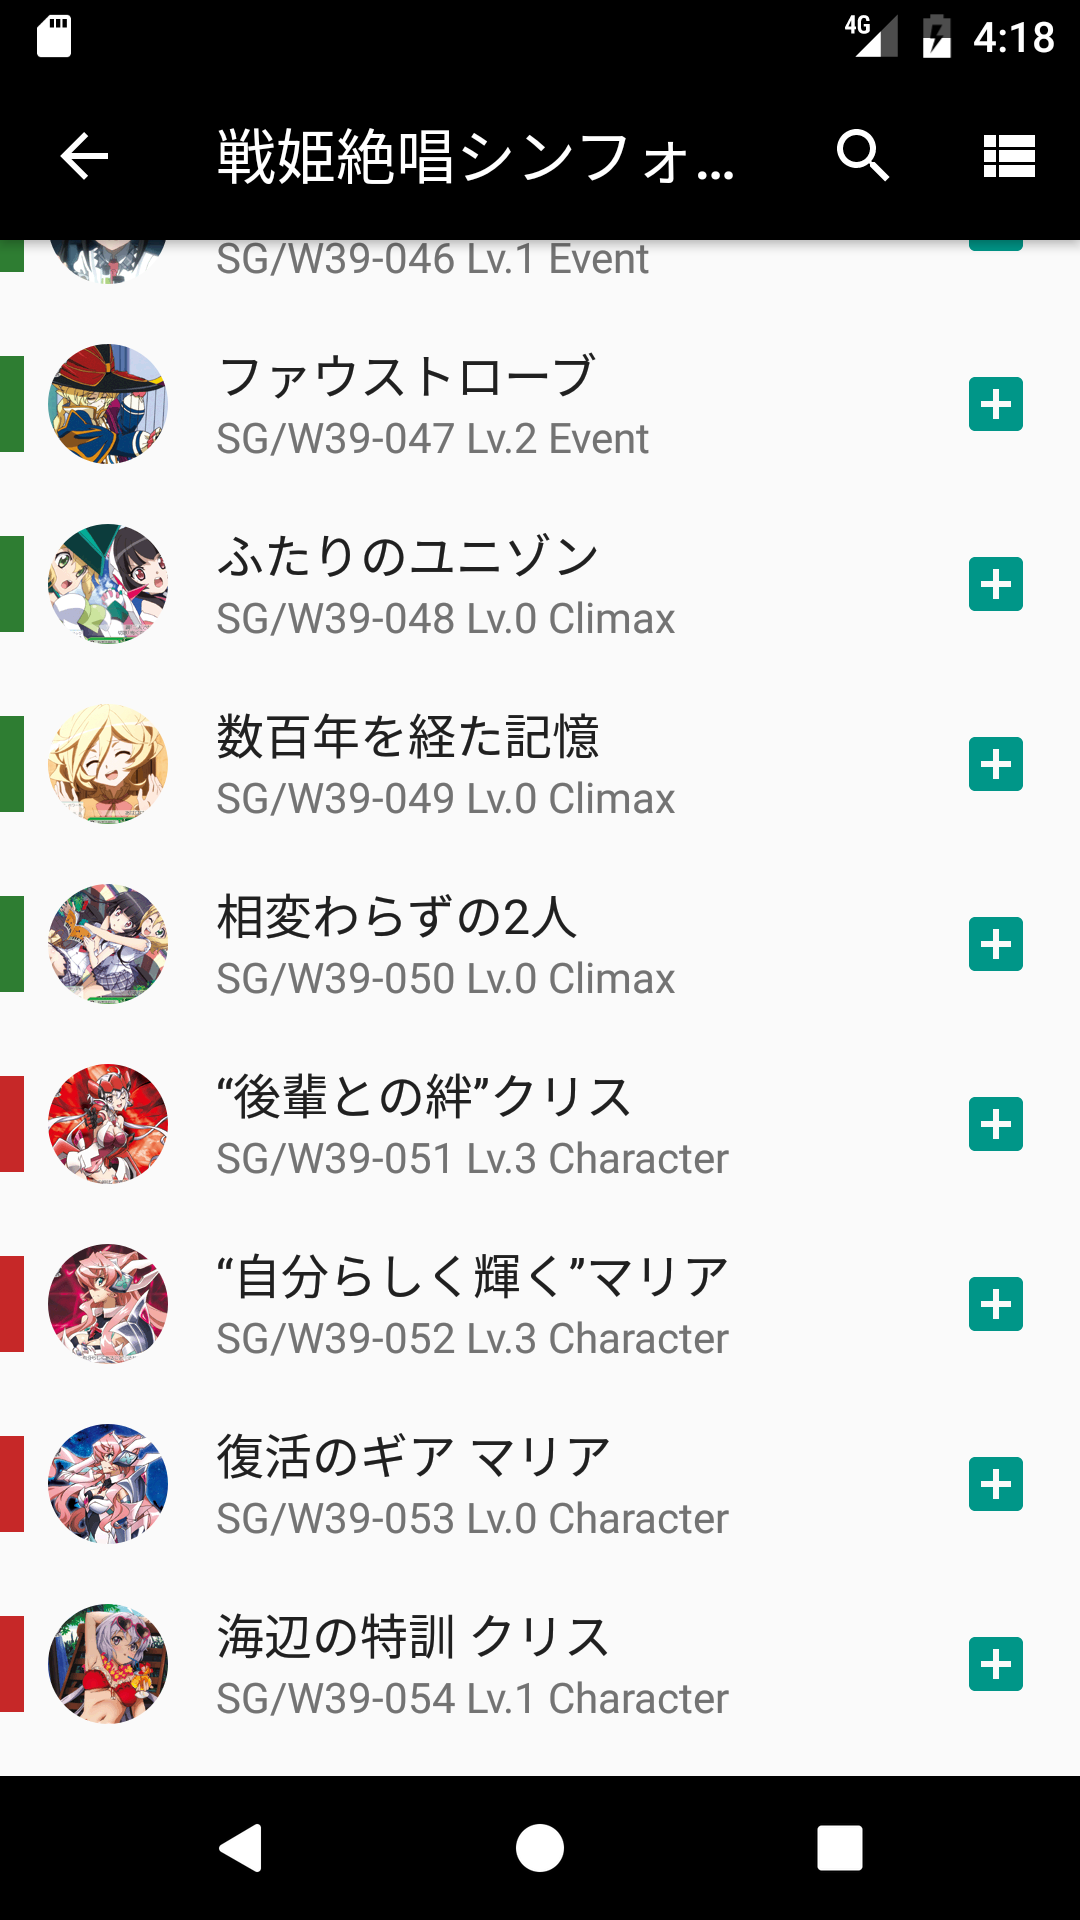 4G 4:18
戦姫絶唱シンフォ...
SG/W39-046 Lv.1 Event
ファウストローブ
SG/W39-047 Lv.2 Event
ふたりのユニゾン
SG/W39-048 Lv.0 Climax
数百年を経た記憶
SG/W39-049 Lv.0 Climax
相変わらずの2人
SG/W39-050 Lv.0 Climax
“後輩との絆”クリス
SG/W39-051 Lv.3 Character
“自分らしく輝く”マリア
SG/W39-052 Lv.3 Character
復活のギア マリア
SG/W39-053 Lv.0 Character
海辺の特訓 クリス
SG/W39-054 Lv.1 Character